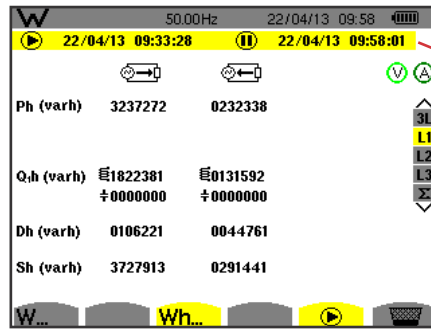 W 50.00Hz 22/04/13 09:58
22/04/13 09:33:28 22/04/13 09:58:01
V A
Ph (varh) 3237272 0232338
3L
L1
L2
Q₁h (varh) 1822381 0131592
L3
÷0000000 ÷0000000
Σ
Dh (varh) 0106221 0044761
Sh (varh) 3727913 0291441
W... Wh...